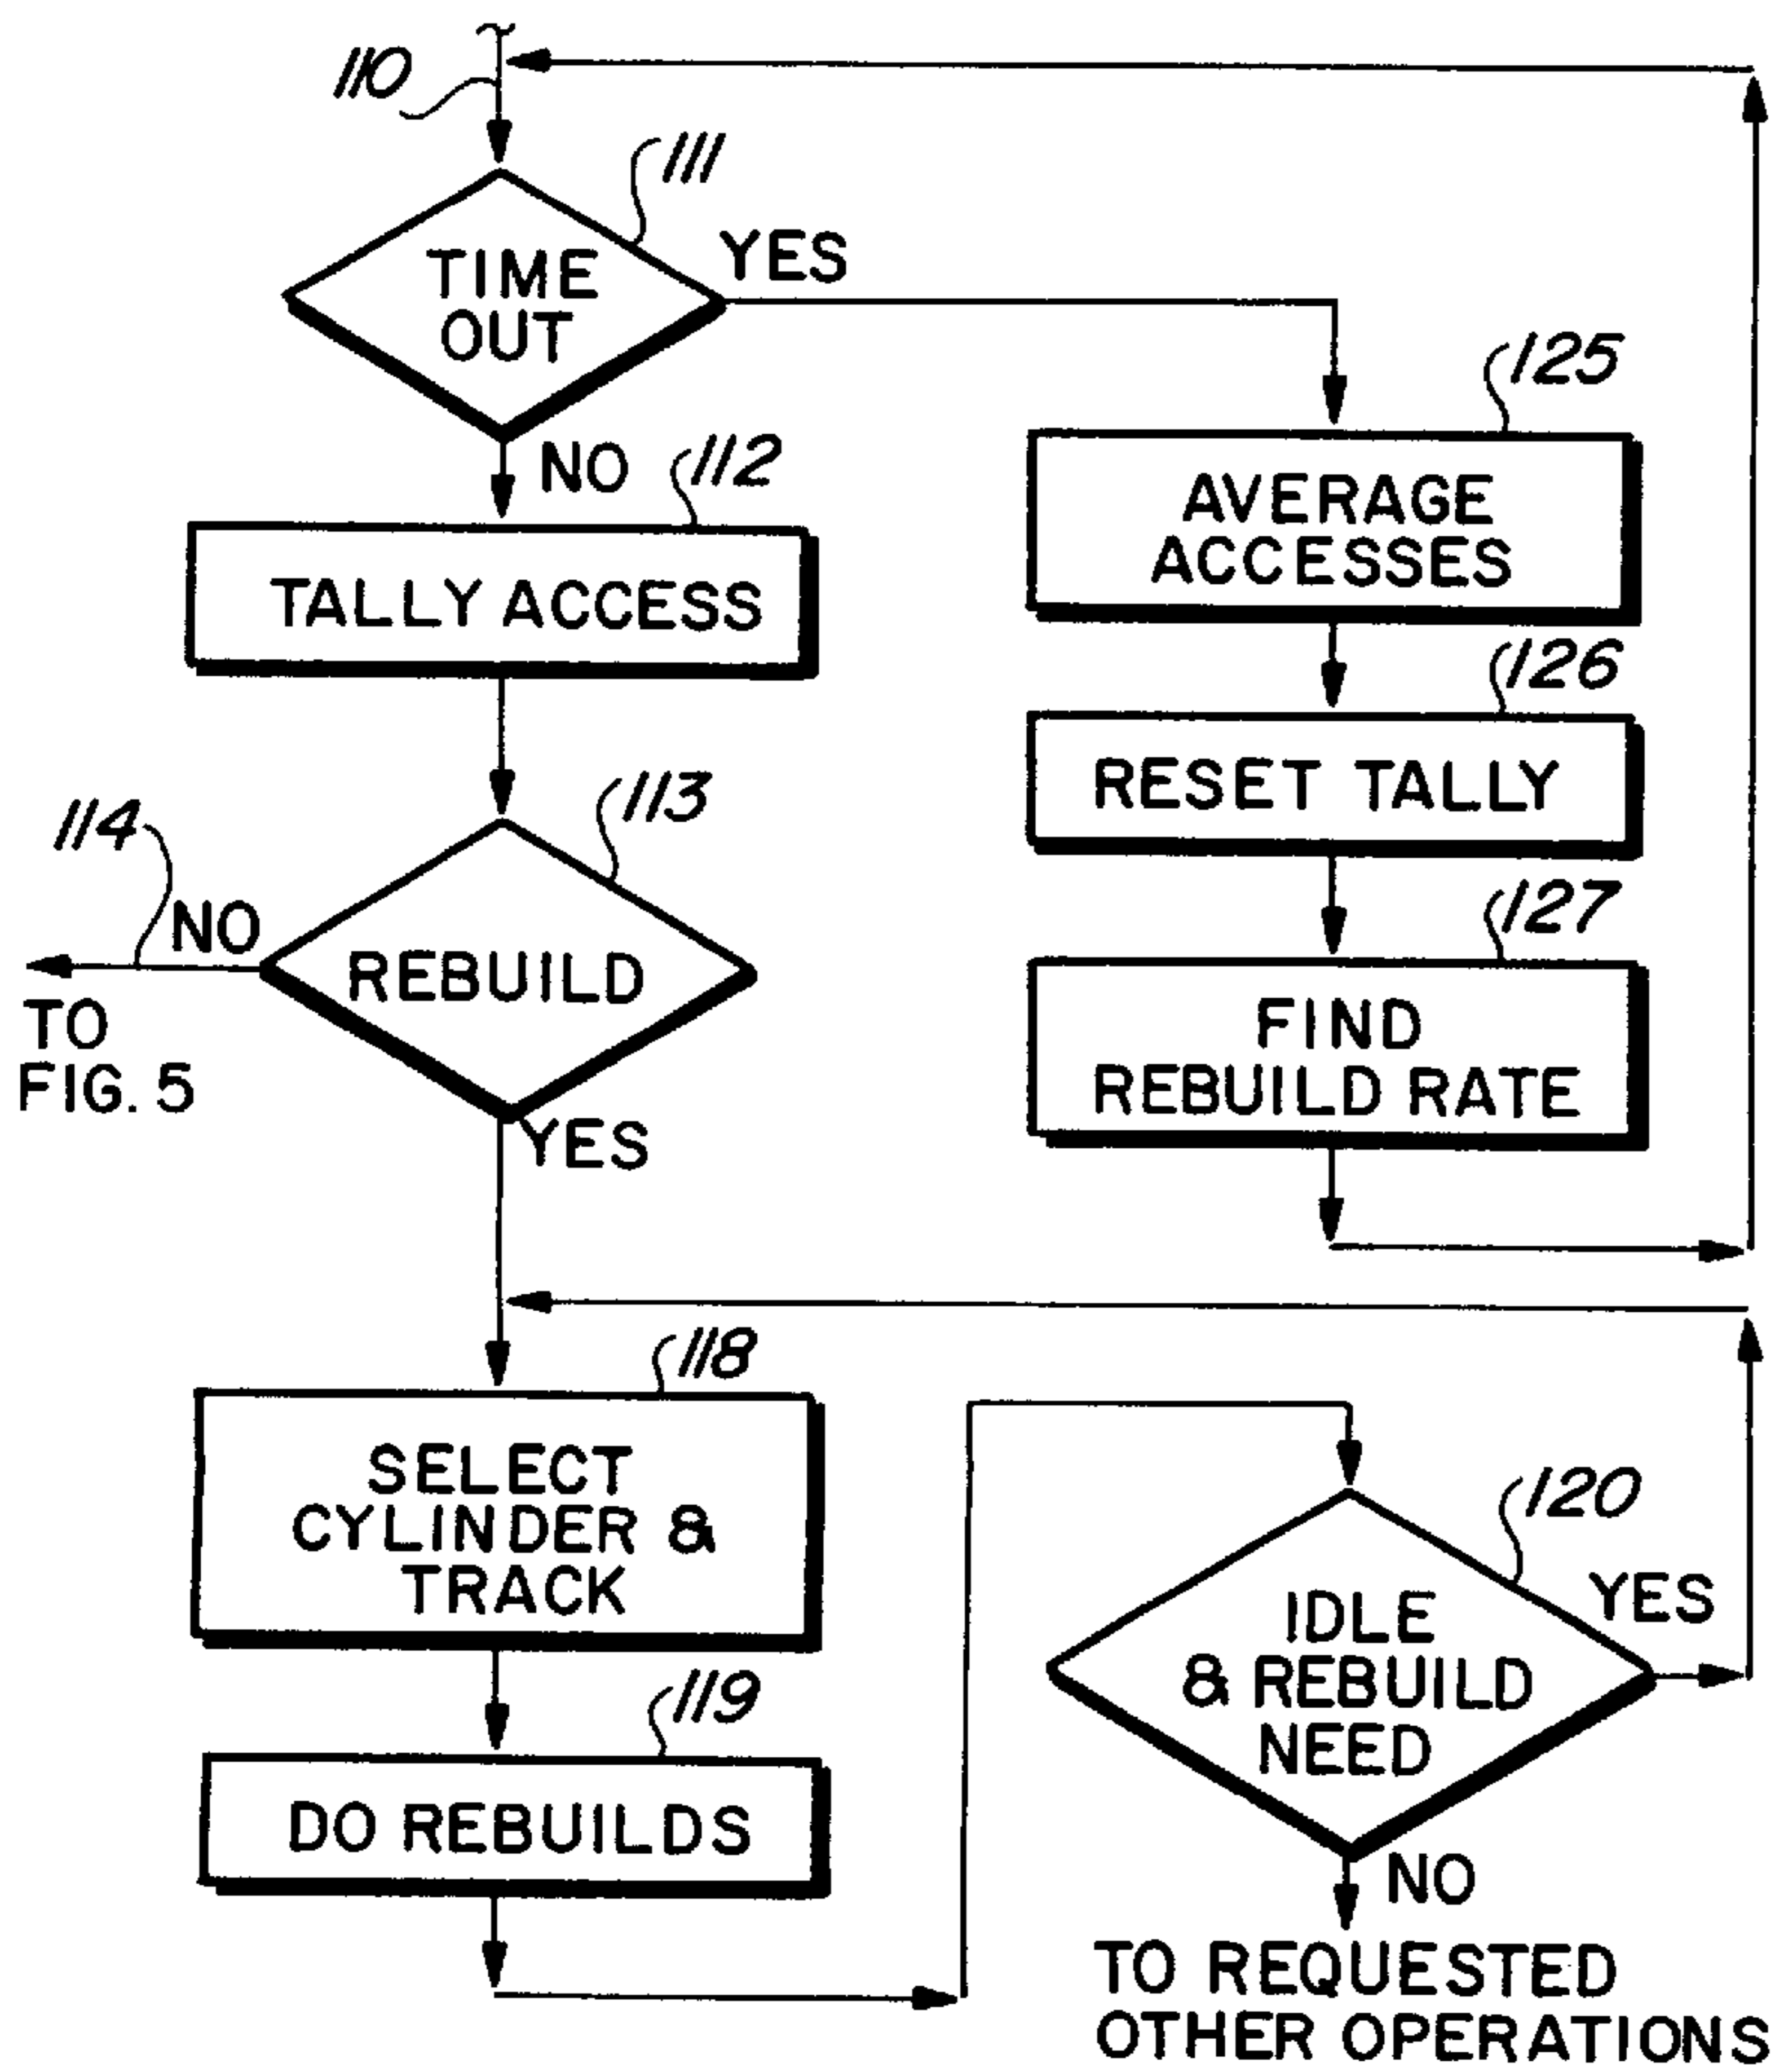 110
111
TIME
OUT
YES
NO
112
TALLY ACCESS
113
114
NO
REBUILD
TO
FIG. 5
YES
125
AVERAGE
ACCESSES
126
RESET TALLY
127
FIND
REBUILD RATE
118
SELECT
CYLINDER &
TRACK
119
DO REBUILDS
120
IDLE
& REBUILD
NEED
YES
NO
TO REQUESTED
OTHER OPERATIONS